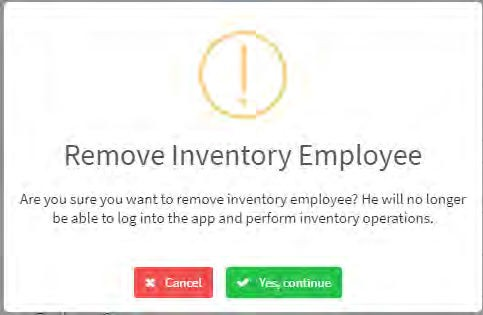 Remove Inventory Employee
Are you sure you want to remove inventory employee? He will no longer
be able to log into the app and perform inventory operations.
Cancel
Yes, continue